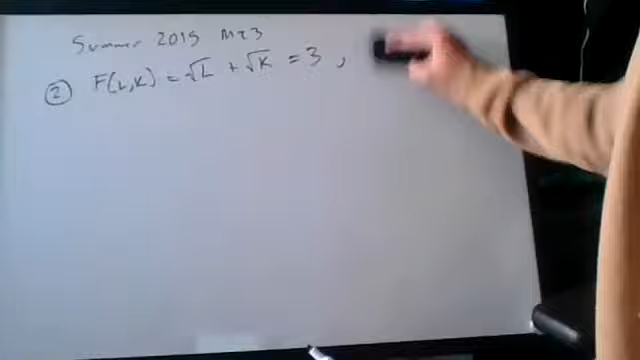 Summer 2015 MT3
② F(L,K) = √L + √K = 3,